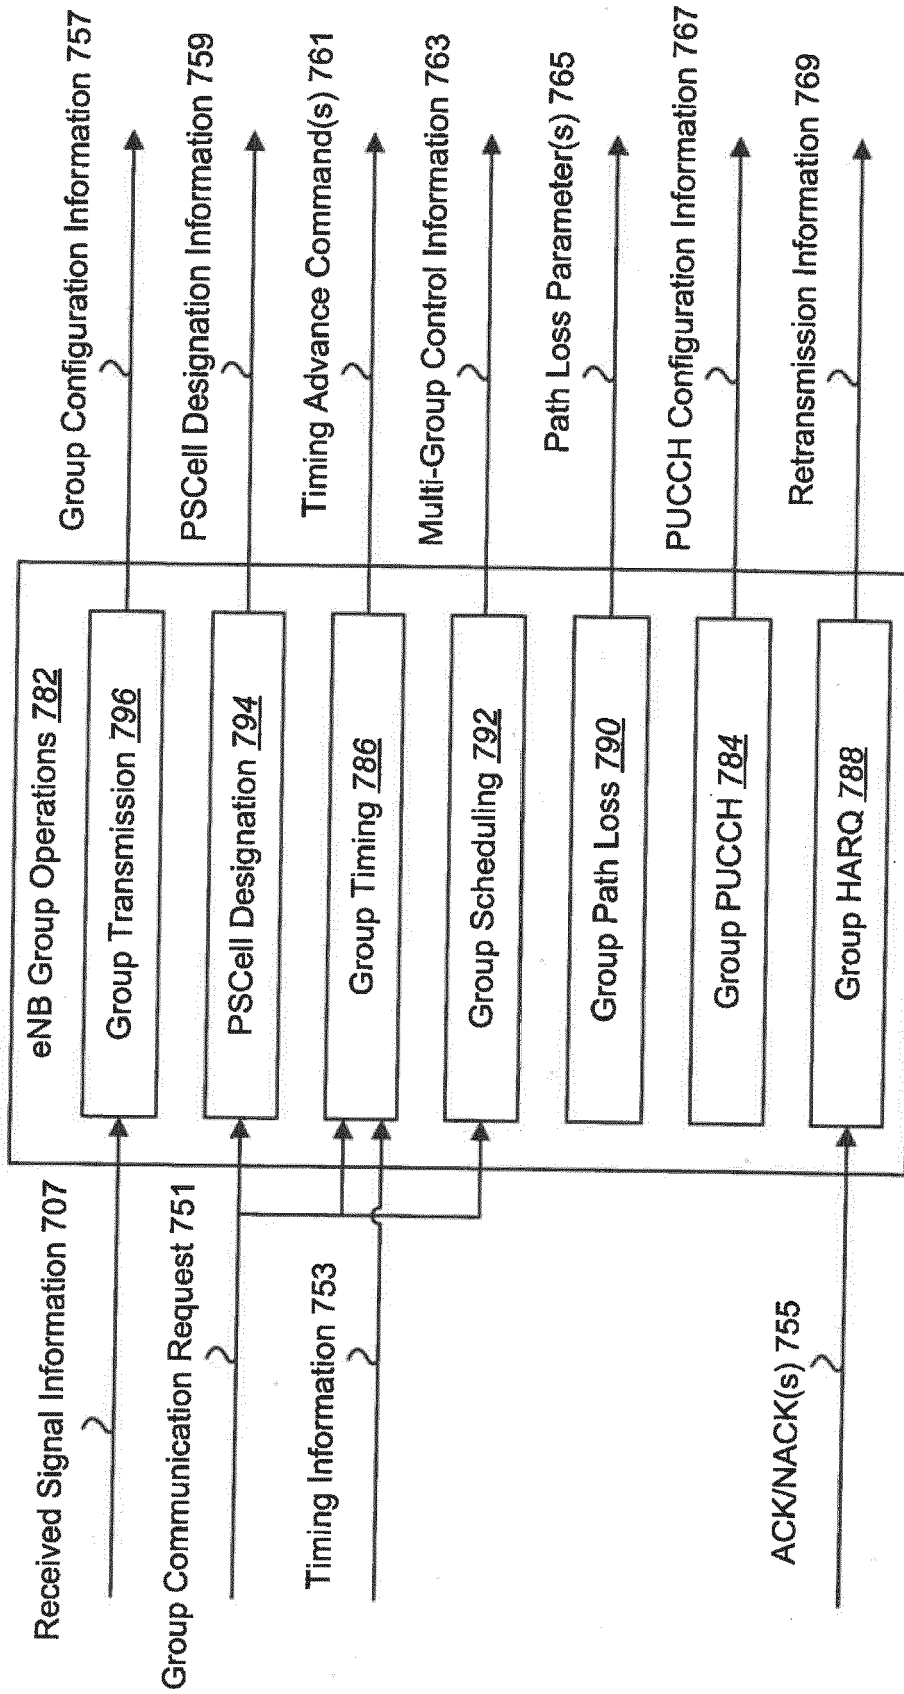 Received Signal Information 707
Group Communication Request 751
Timing Information 753
ACK/NACK(s) 755
eNB Group Operations 782
Group Transmission 796
PSCell Designation 794
Group Timing 786
Group Scheduling 792
Group Path Loss 790
Group PUCCH 784
Group HARQ 788
Group Configuration Information 757
PSCell Designation Information 759
Timing Advance Command(s) 761
Multi-Group Control Information 763
Path Loss Parameter(s) 765
PUCCH Configuration Information 767
Retransmission Information 769